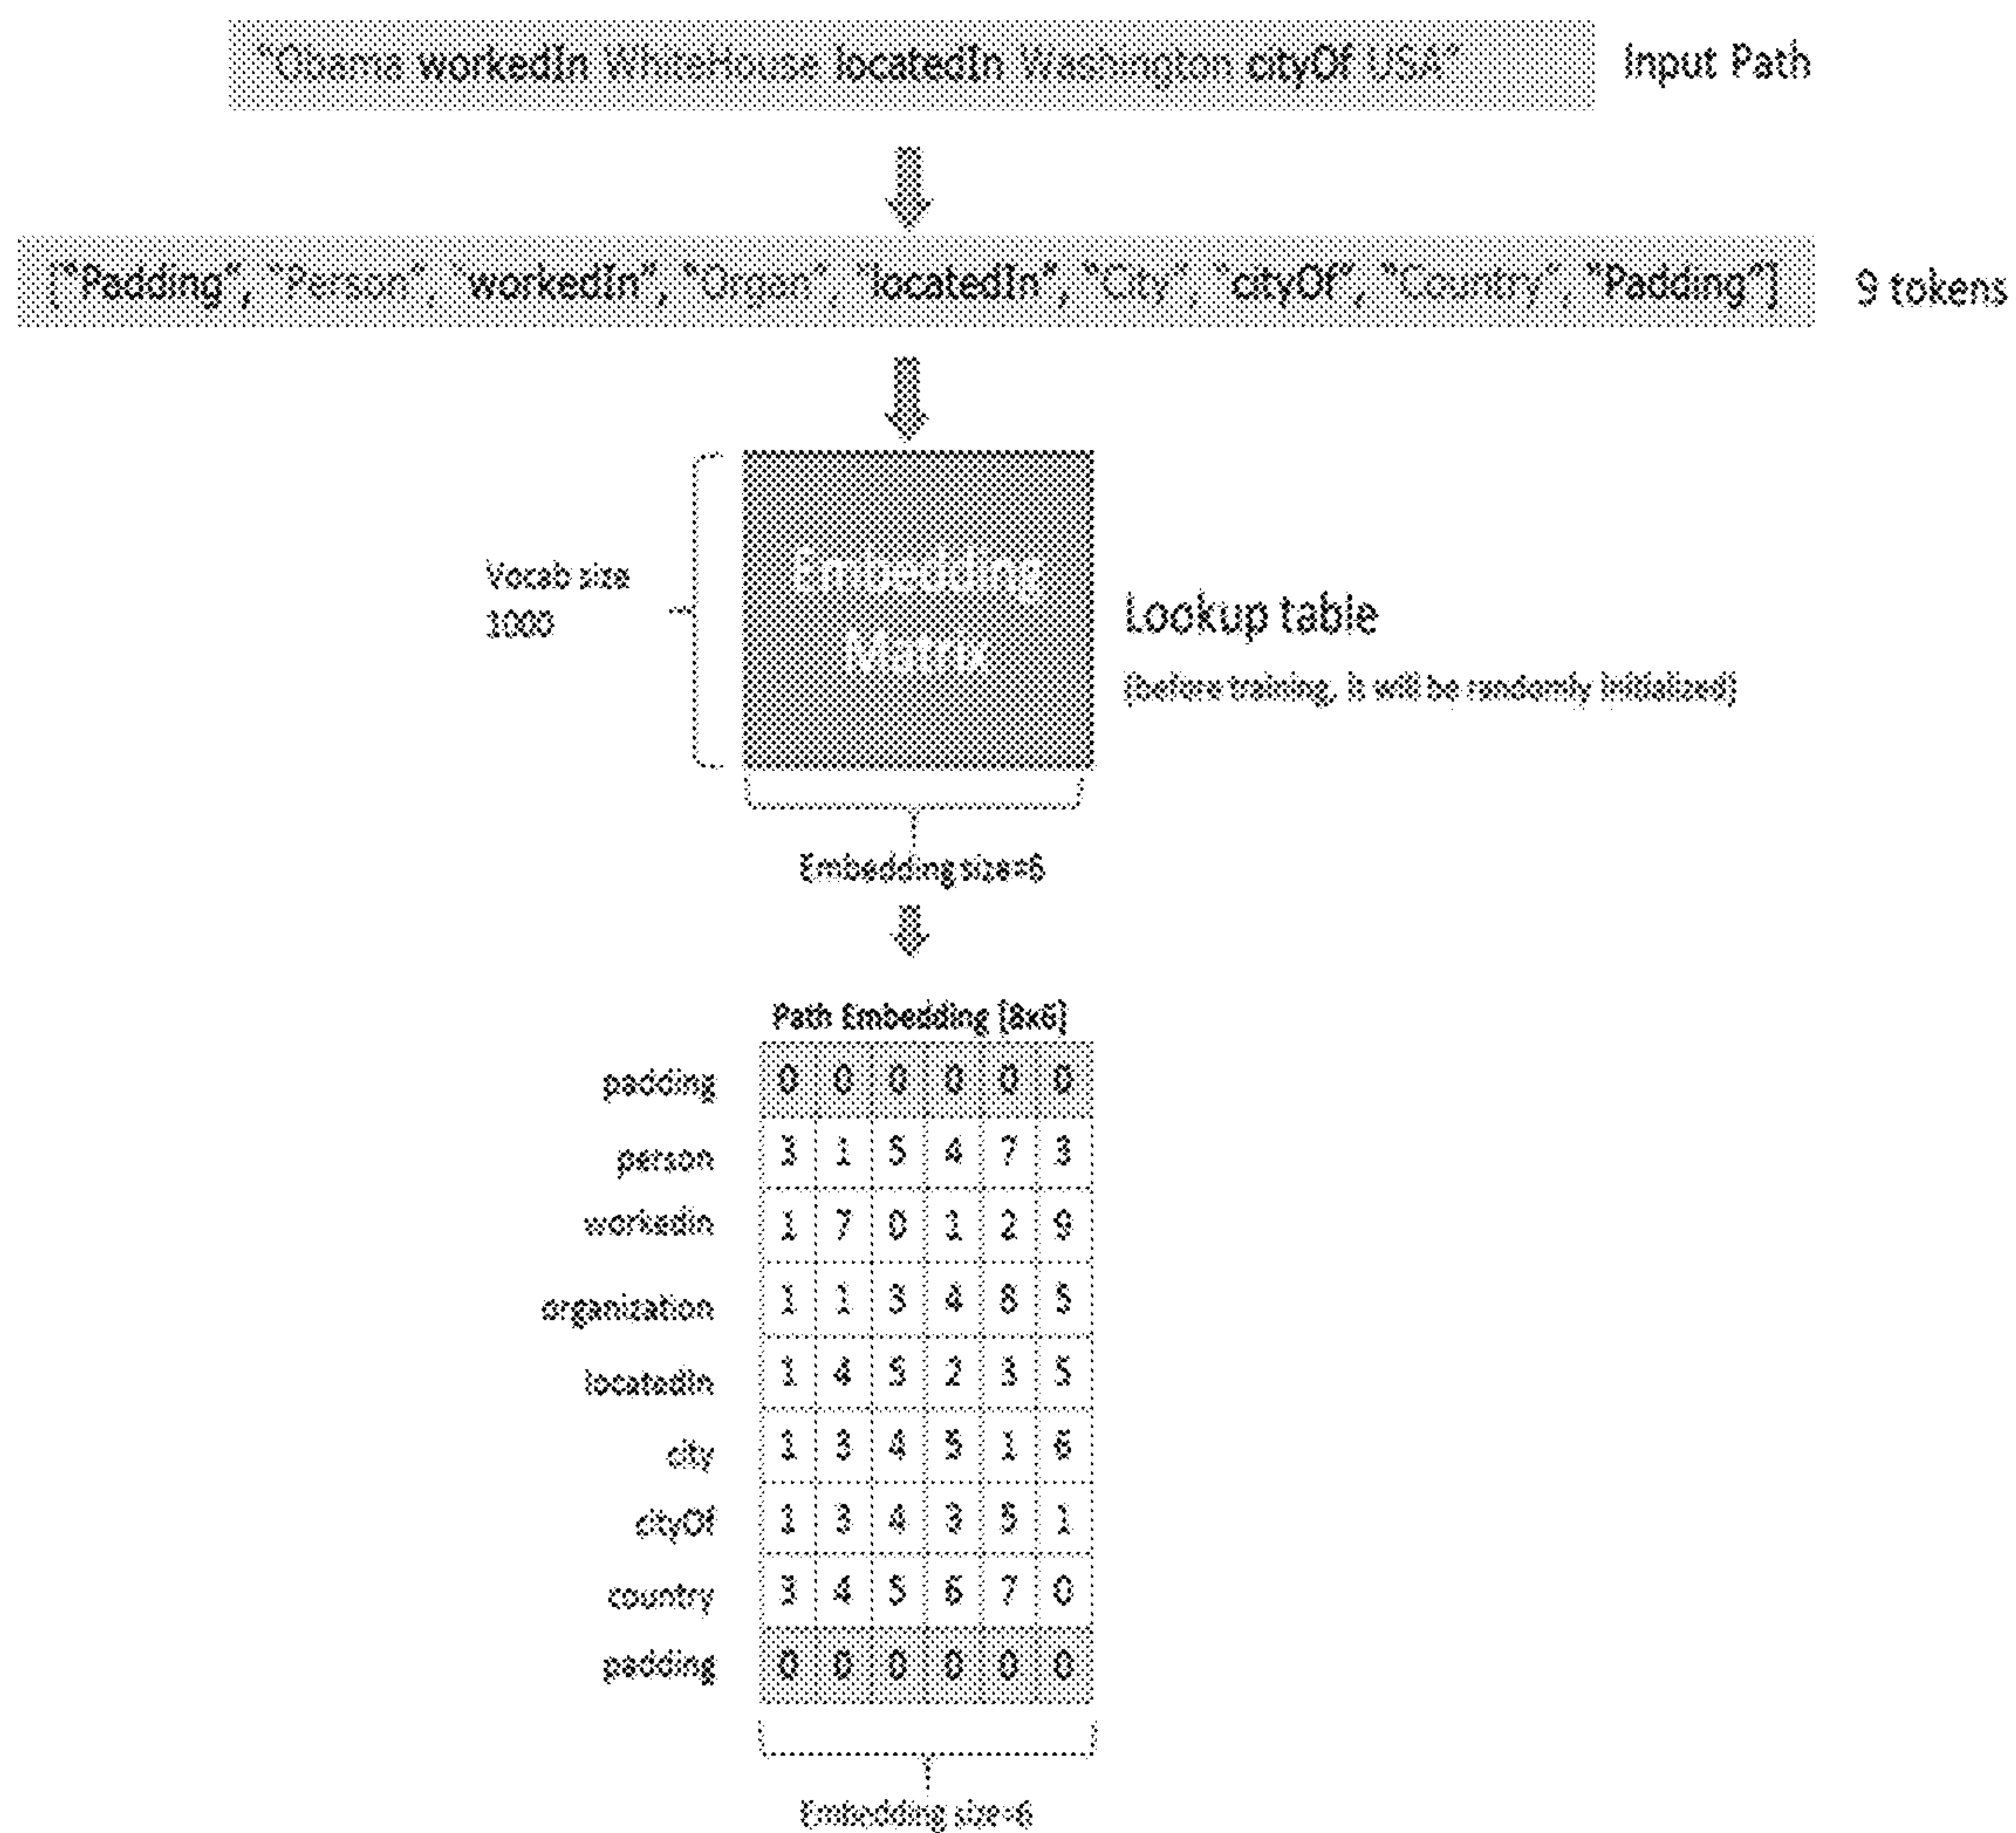 "Obama workedIn WhiteHouse locatedIn Washington cityOf USA"
Input Path
["Padding", "Person", "workedIn", "Organ", "locatedIn", "City", "cityOf", "Country", "Padding"]
9 tokens
Vocab size
1000
Embedding
Matrix
Lookup table
[before training, it will be randomly initialized]
Embedding size=6
Path Embedding [8x6]
padding 0 0 0 0 0 0
person 3 1 5 4 7 3
workedin 1 7 0 1 2 9
organization 1 1 3 4 8 5
locatedin 1 4 5 2 3 5
city 1 3 4 5 1 6
cityOf 1 3 4 3 5 1
country 3 4 5 6 7 0
padding 0 0 0 0 0 0
Embedding size=6